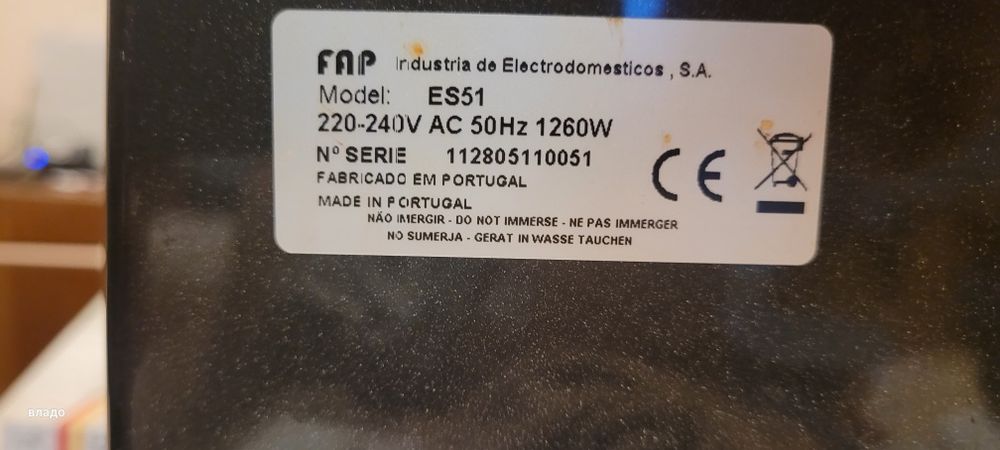 FAP Industria de Electrodomesticos , S.A.
Model: ES51
220-240V AC 50Hz 1260W
Nº SERIE 112805110051
FABRICADO EM PORTUGAL
MADE IN PORTUGAL
NÃO IMERGIR - DO NOT IMMERSE - NE PAS IMMERGER
NO SUMERJA - GERAT IN WASSE TAUCHEN
CE
владо